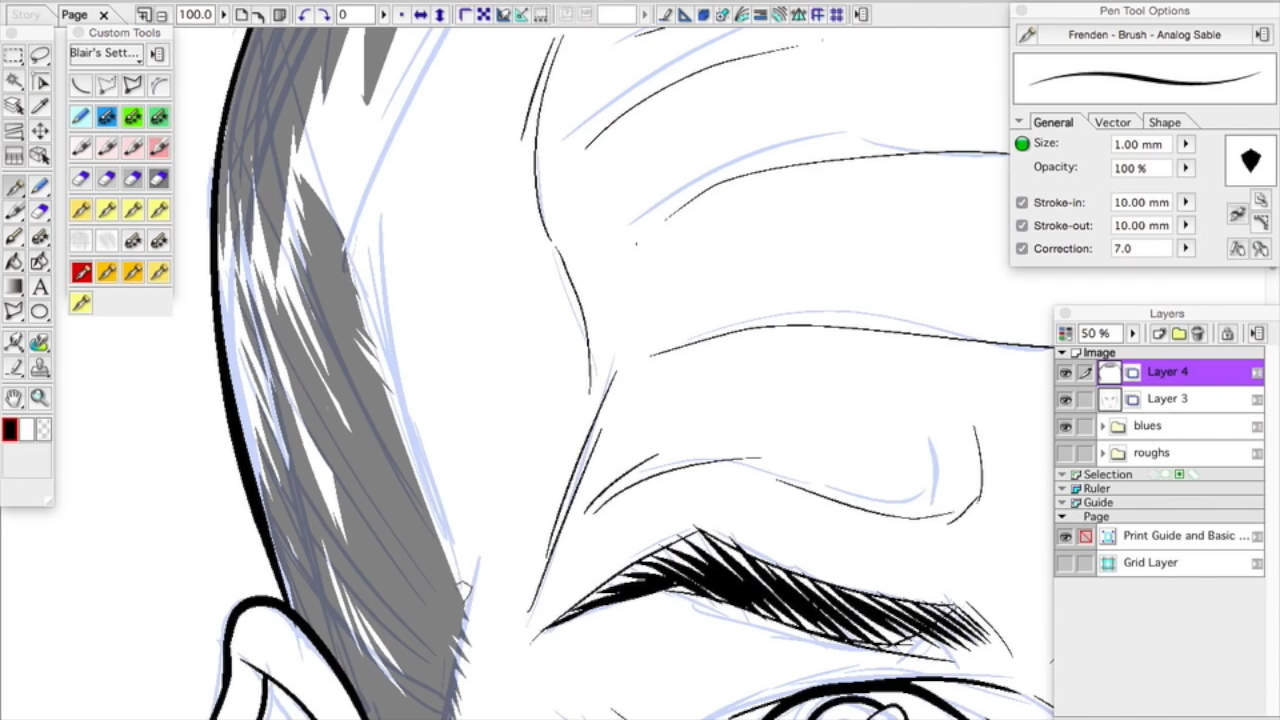 Story
Page
100.0
0
Custom Tools
Blair's Sett...
A
Pen Tool Options
Frenden - Brush - Analog Sable
General
Vector
Shape
Size:
1.00 mm
Opacity:
100 %
Stroke-in:
10.00 mm
Stroke-out:
10.00 mm
Correction:
7.0
Layers
50 %
Image
Layer 4
Layer 3
blues
roughs
Selection
Ruler
Guide
Page
Print Guide and Basic ...
Grid Layer